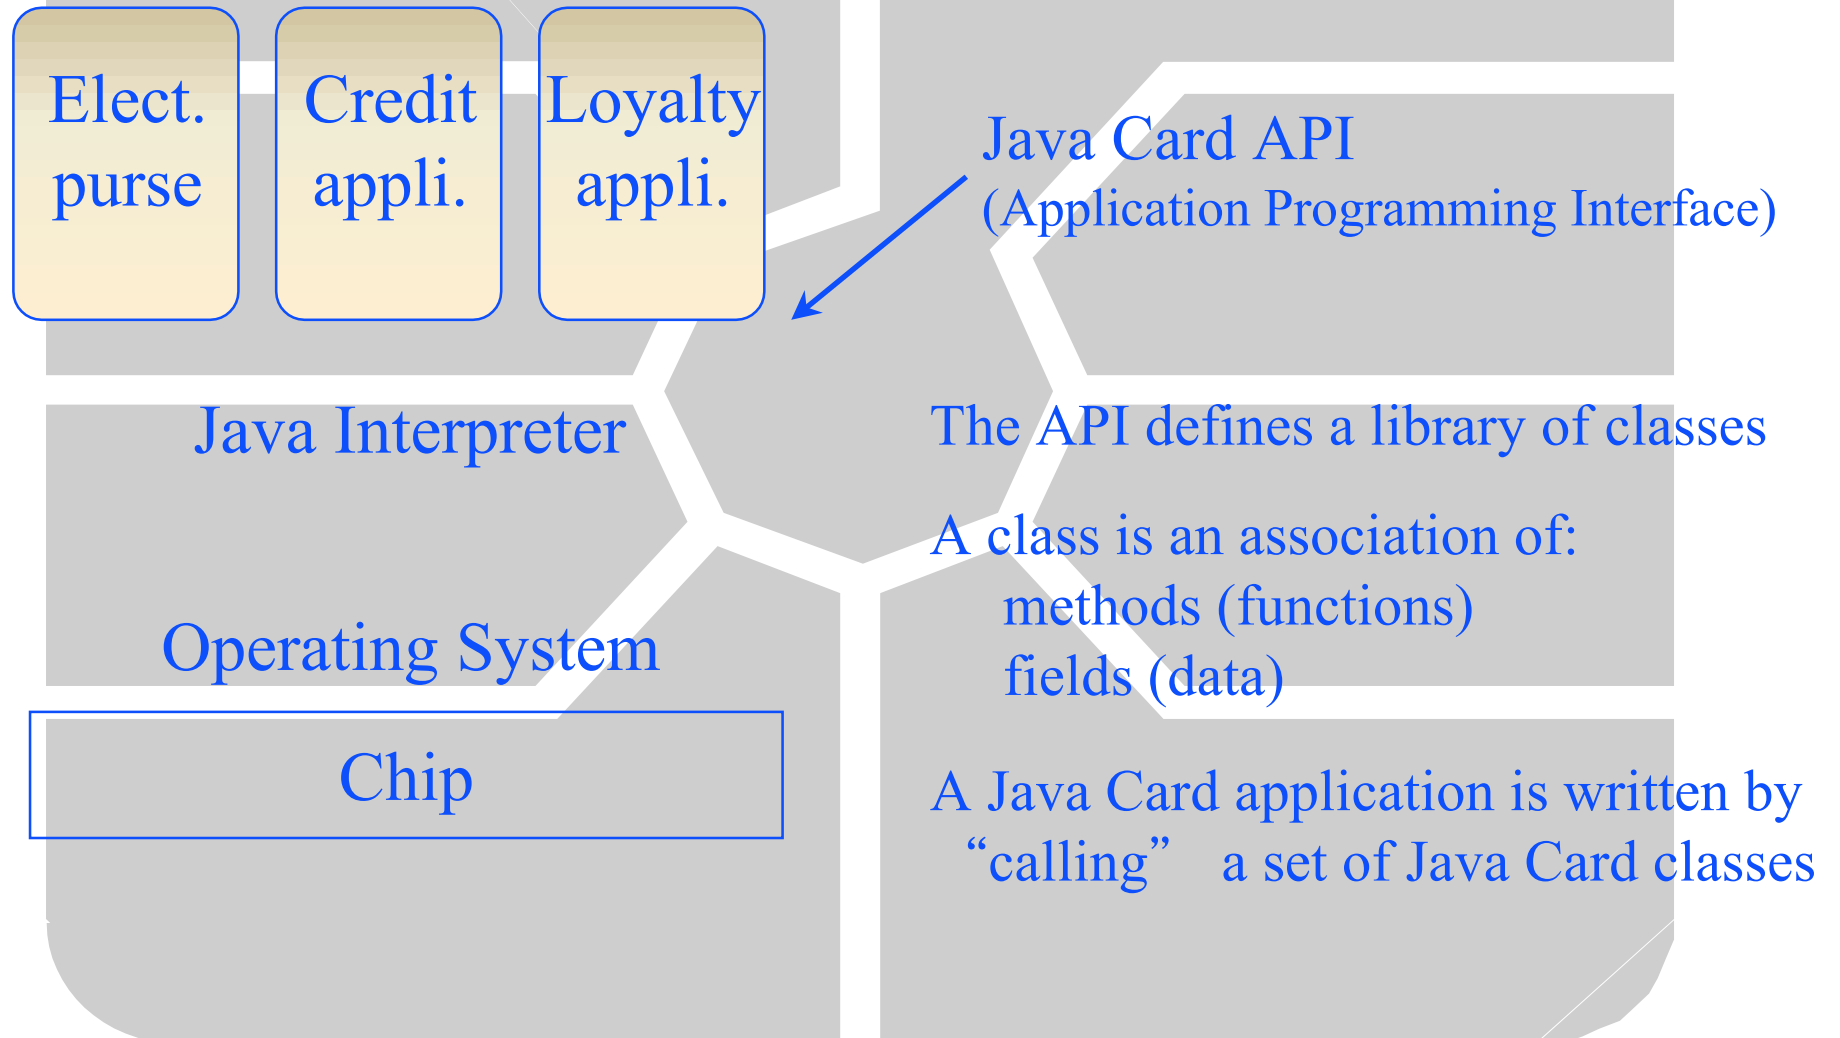 Elect.
purse
Credit
appli.
Loyalty
appli.
Java Card API
(Application Programming Interface)
Java Interpreter
Operating System
Chip
The API defines a library of classes
A class is an association of:
methods (functions)
fields (data)
A Java Card application is written by
“calling” a set of Java Card classes